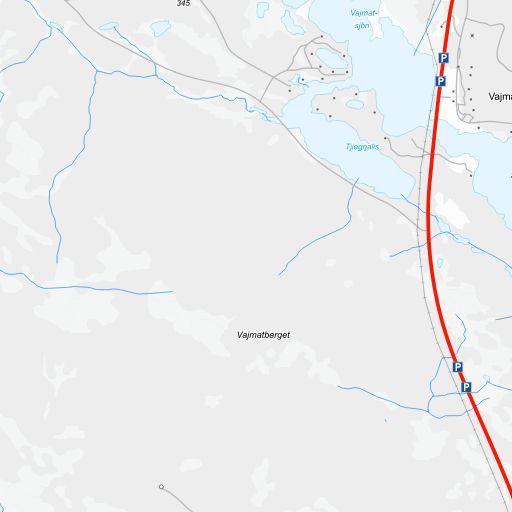 345
Vajmat-
sjön
P
P
Vajma
Tjeggalis
Vajmatberget
P
P